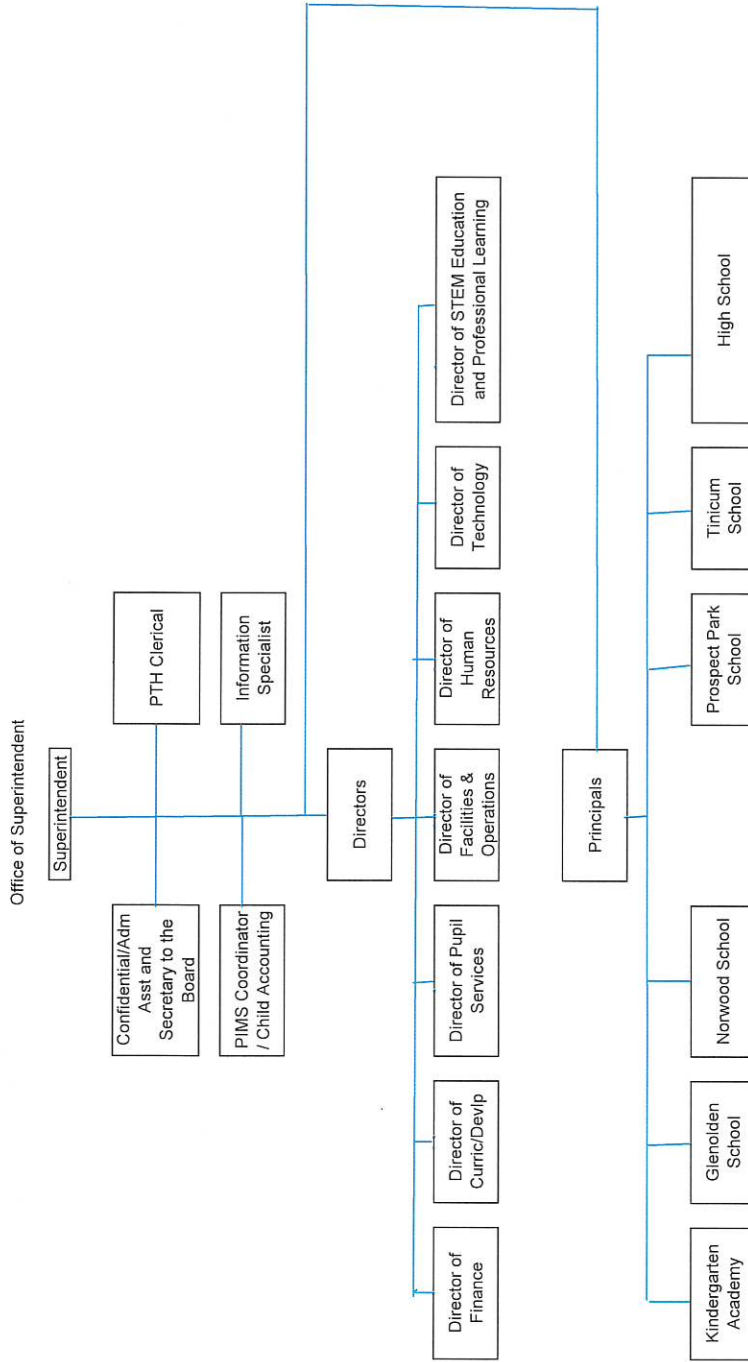 Office of Superintendent
Superintendent
Confidential/Adm
Asst and
Secretary to the
Board
PTH Clerical
PIMS Coordinator
/ Child Accounting
Information
Specialist
Directors
Director of
Finance
Director of
Curric/Devlp
Director of Pupil
Services
Director of
Facilities &
Operations
Director of
Human
Resources
Director of
Technology
Director of STEM Education
and Professional Learning
Principals
Kindergarten
Academy
Glenolden
School
Norwood School
Prospect Park
School
Tinicum
School
High School